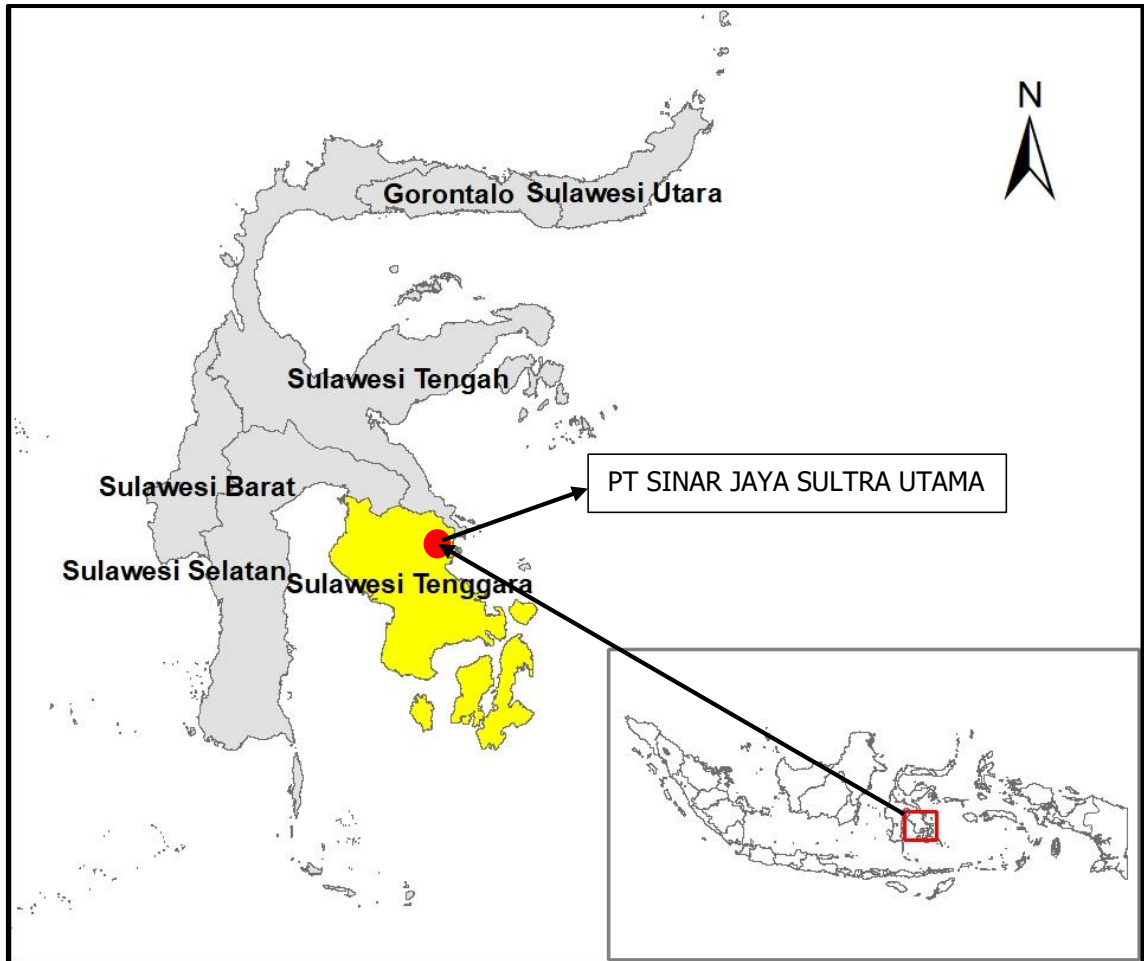 N
Gorontalo
Sulawesi Utara
Sulawesi Tengah
PT SINAR JAYA SULTRA UTAMA
Sulawesi Barat
Sulawesi Selatan
Sulawesi Tenggara